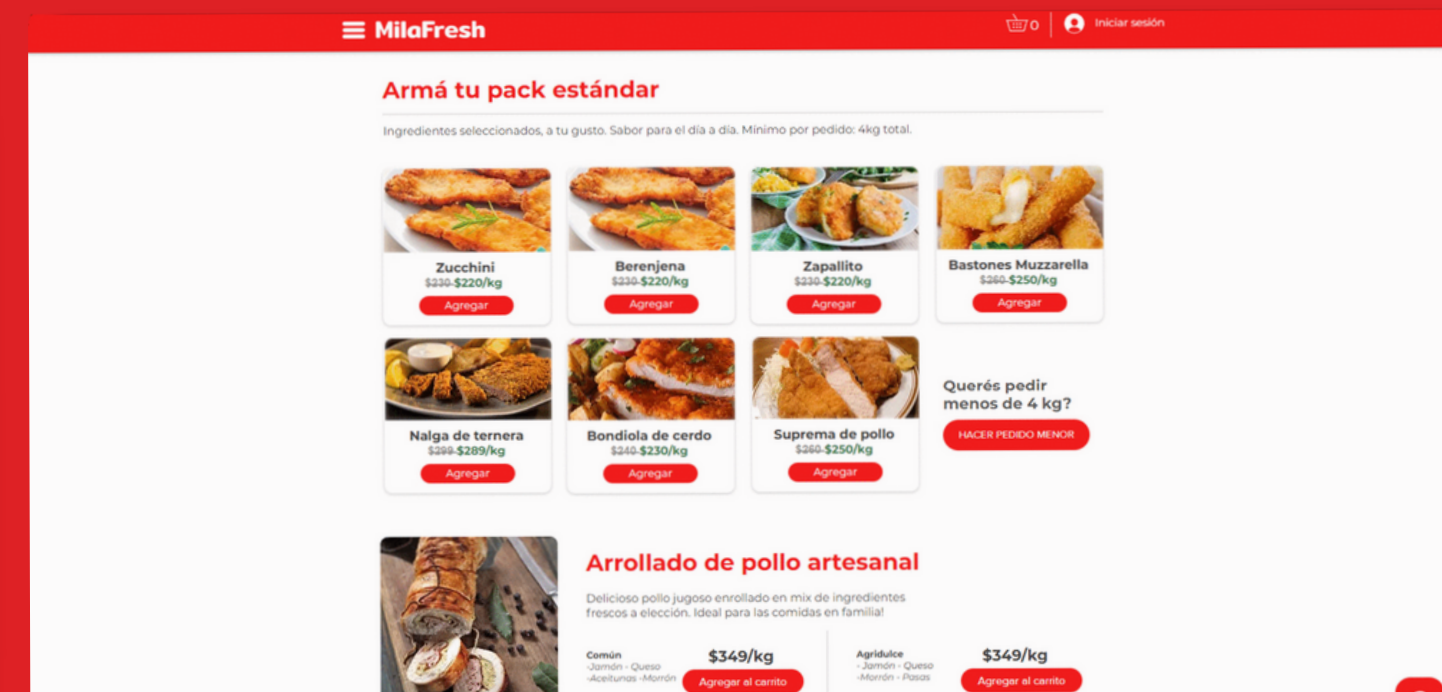 MilaFresh
0
Iniciar sesión
Armá tu pack estándar
Ingredientes seleccionados, a tu gusto. Sabor para el día a día. Mínimo por pedido: 4kg total.
Zucchini
$230 $220/kg
Agregar
Berenjena
$230 $220/kg
Agregar
Zapallito
$230 $220/kg
Agregar
Bastones Muzzarella
$260 $250/kg
Agregar
Nalga de ternera
$299 $289/kg
Agregar
Bondiola de cerdo
$240 $230/kg
Agregar
Suprema de pollo
$260 $250/kg
Agregar
Querés pedir
menos de 4 kg?
HACER PEDIDO MENOR
Arrollado de pollo artesanal
Delicioso pollo jugoso enrollado en mix de ingredientes
frescos a elección. Ideal para las comidas en familia!
Común
-Jamón - Queso
-Aceitunas -Morrón
$349/kg
Agregar al carrito
Agridulce
- Jamón - Queso
-Morrón - Pasas
$349/kg
Agregar al carrito